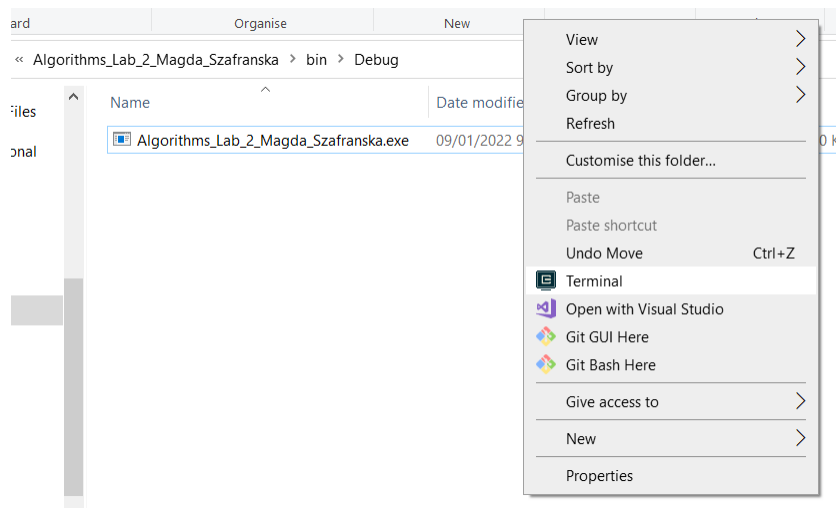 ard Organise New
« Algorithms_Lab_2_Magda_Szafranska > bin > Debug
Files
onal
Name Date modifie
Algorithms_Lab_2_Magda_Szafranska.exe 09/01/2022 9 0 K
View
Sort by
Group by
Refresh
Customise this folder...
Paste
Paste shortcut
Undo Move Ctrl+Z
Terminal
Open with Visual Studio
Git GUI Here
Git Bash Here
Give access to
New
Properties